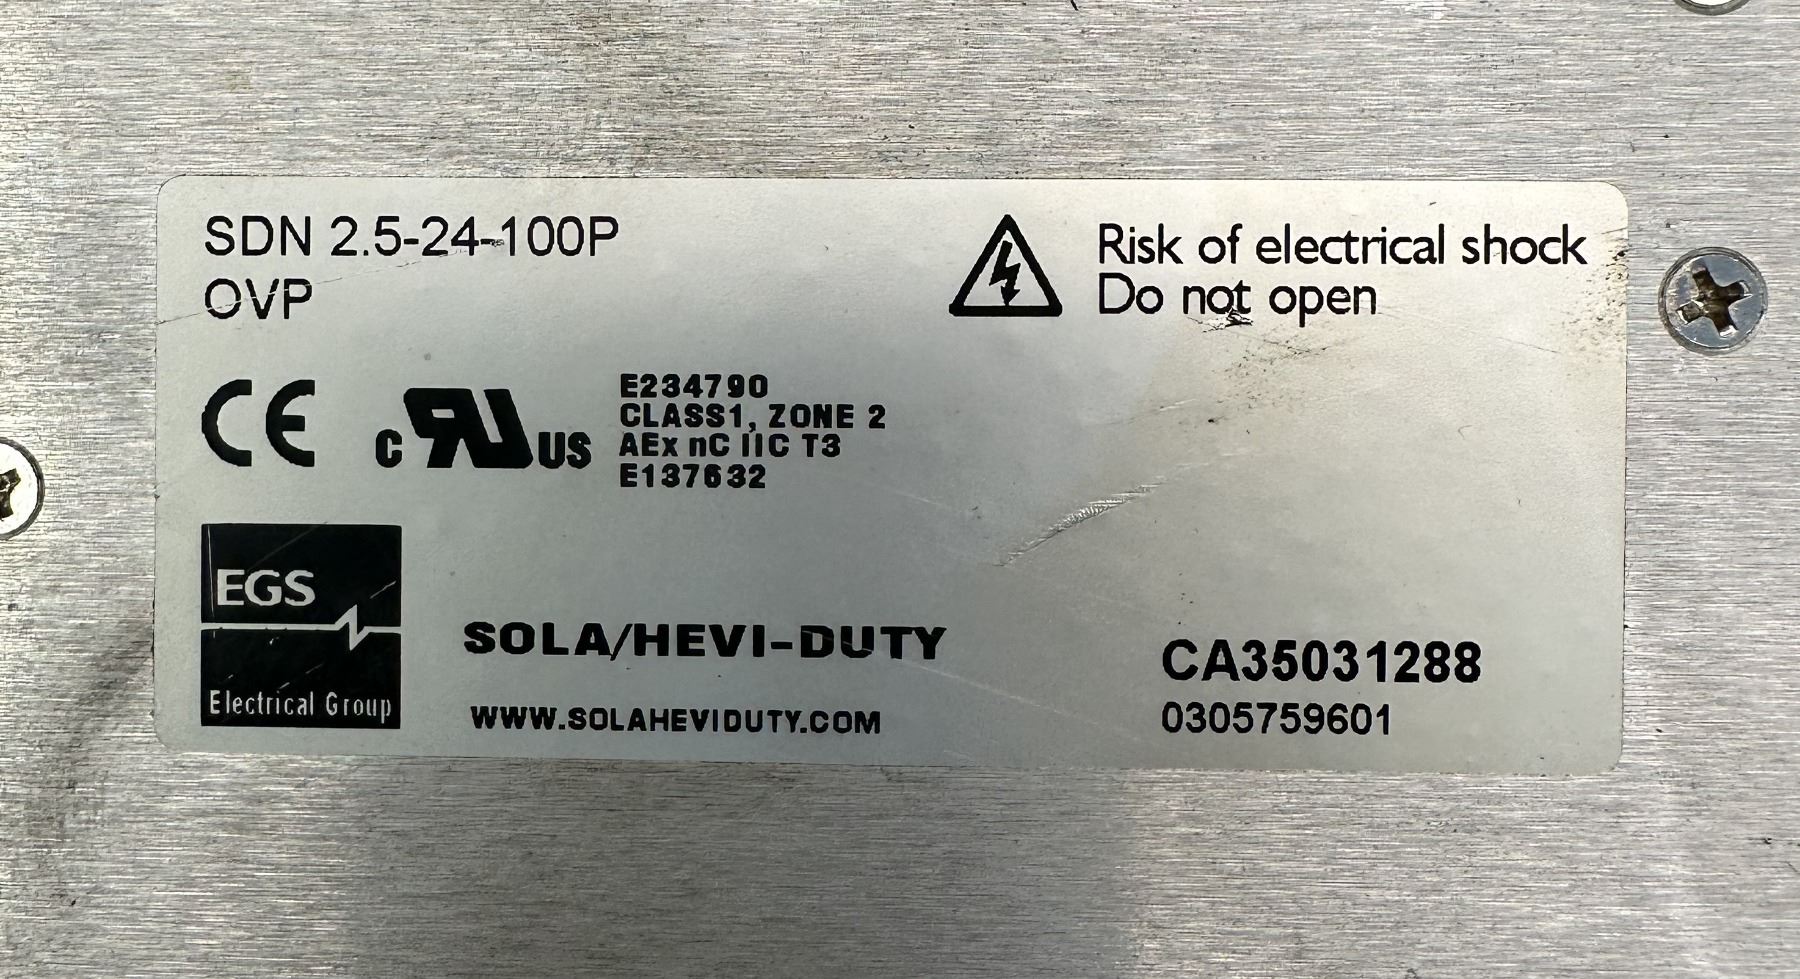 SDN 2.5-24-100P
OVP
Risk of electrical shock
Do not open
CE
c RU US
E234790
CLASS1, ZONE 2
AEx nC IIC T3
E137632
EGS
Electrical Group
SOLA/HEVI-DUTY
WWW.SOLAHEVIDUTY.COM
CA35031288
0305759601